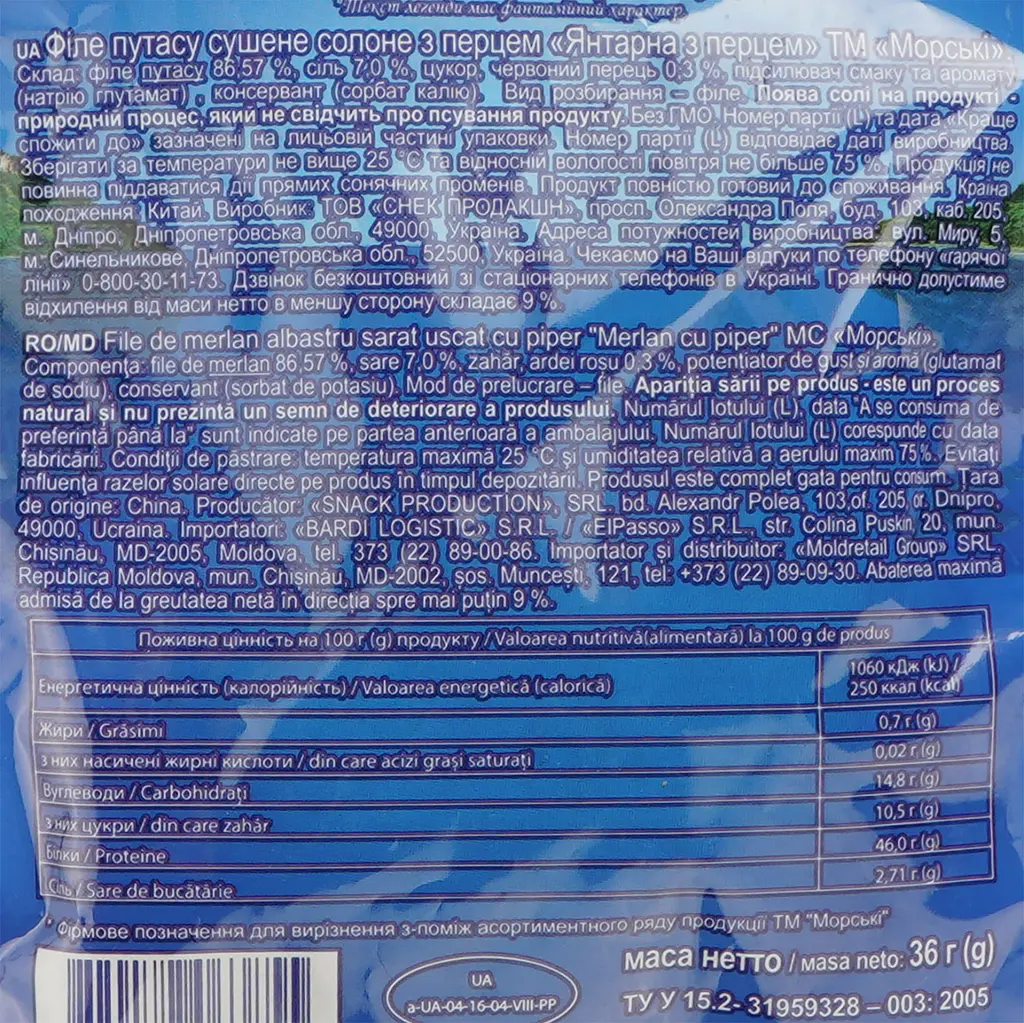 Текст легенди має фантазійний характер.
UA Філе путасу сушене солоне з перцем «Янтарна з перцем» ТМ «Морські».
Склад: філе путасу 86,57 %, сіль 7,0 %, цукор, червоний перець 0,3 %, підсилювач смаку та аромату
(натрію глутамат) , консервант (сорбат калію). Вид розбирання – філе. Поява солі на продукті -
природній процес, який не свідчить про псування продукту. Без ГМО. Номер партії (L) та дата «Краще
спожити до» зазначені на лицьовій частині упаковки. Номер партії (L) відповідає даті виробництва.
Зберігати за температури не вище 25 °С та відносній вологості повітря не більше 75 %. Продукція не
повинна піддаватися дії прямих сонячних променів. Продукт повністю готовий до споживання. Країна
походження: Китай. Виробник: ТОВ «СНЕК ПРОДАКШН», просп. Олександра Поля, буд. 103, каб. 205,
м. Дніпро, Дніпропетровська обл., 49000, Україна. Адреса потужностей виробництва: вул. Миру, 5,
м. Синельникове, Дніпропетровська обл., 52500, Україна. Чекаємо на Ваші відгуки по телефону «гарячої
лінії» 0-800-30-11-73. Дзвінок безкоштовний зі стаціонарних телефонів в Україні. Гранично допустиме
відхилення від маси нетто в меншу сторону складає 9 %.
RO/MD File de merlan albastru sarat uscat cu piper "Merlan cu piper" MC «Морські».
Componența: file de merlan 86,57 %, sare 7,0 %, zahăr, ardei roșu 0,3 %, potențiator de gust și aromă (glutamat
de sodiu), conservant (sorbat de potasiu). Mod de prelucrare – file. Apariția sării pe produs - este un proces
natural și nu prezintă un semn de deteriorare a produsului. Numărul lotului (L), data "A se consuma de
preferință până la" sunt indicate pe partea anterioară a ambalajului. Numărul lotului (L) corespunde cu data
fabricării. Condiții de păstrare: temperatura maximă 25 °C și umiditatea relativă a aerului maxim 75%. Evitați
influența razelor solare directe pe produs în timpul depozitării. Produsul este complet gata pentru consum. Țara
de origine: China. Producător: «SNACK PRODUCTION», SRL, bd. Alexandr Polea, 103,of. 205, or. Dnipro,
49000, Ucraina. Importator: «BARDI LOGISTIC» S.R.L. / «ElPasso» S.R.L., str. Colina Pușkin, 20, mun.
Chișinău, MD-2005, Moldova, tel. 373 (22) 89-00-86. Importator și distribuitor: «Moldretail Group» SRL,
Republica Moldova, mun. Chișinău, MD-2002, șos. Muncești, 121, tel: +373 (22) 89-09-30. Abaterea maximă
admisă de la greutatea netă în direcția spre mai puțin 9 %.
Поживна цінність на 100 г (g) продукту / Valoarea nutritivă(alimentară) la 100 g de produs
Енергетична цінність (калорійність) / Valoarea energetică (calorică) 1060 кДж (kJ) /
250 ккал (kcal)
Жири / Grăsimi 0,7 г (g)
з них насичені жирні кислоти / din care acizi grași saturați 0,02 г (g)
Вуглеводи / Carbohidrați 14,8 г (g)
з них цукри / din care zahăr 10,5 г (g)
Білки / Proteine 46,0 г (g)
Сіль / Sare de bucătărie 2,71 г (g)
* Фірмове позначення для вирізнення з-поміж асортиментного ряду продукції ТМ "Морські"
маса нетто / masa neto: 36 г (g)
UA
a-UA-04-16-04-VIII-PP
ТУ У 15.2- 31959328 – 003: 2005